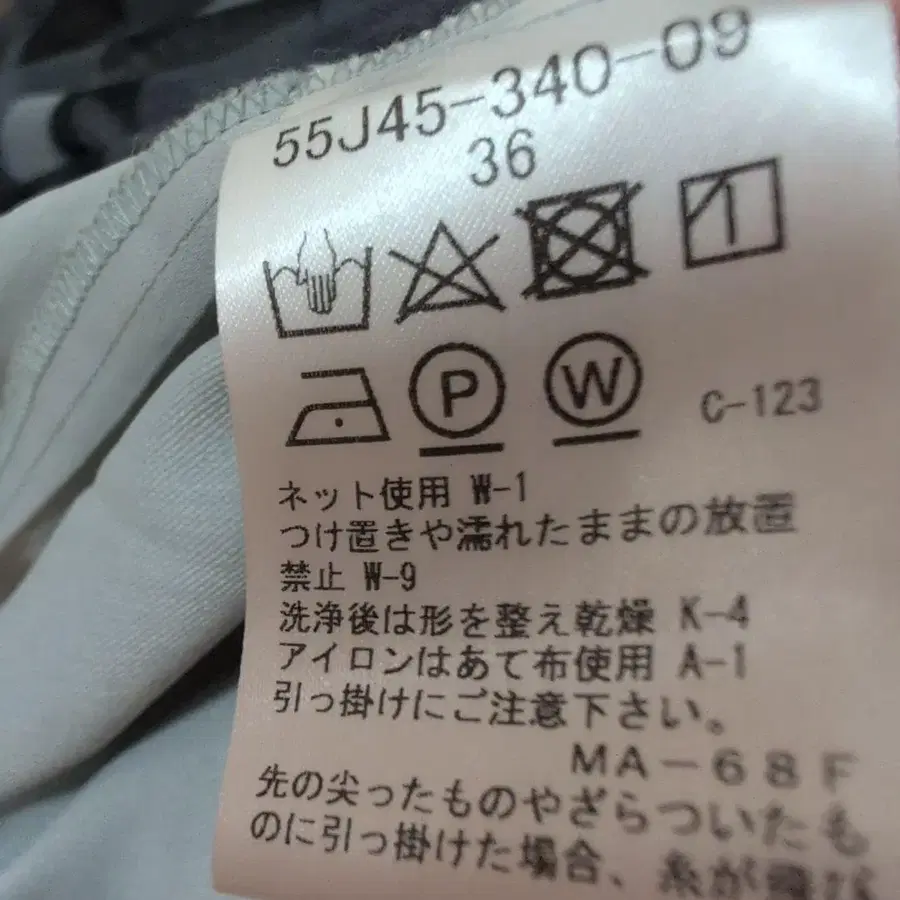 55J45-340-09
36
P W C-123
ネット使用 W-1
つけ置きや濡れたままの放置
禁止 W-9
洗浄後は形を整え乾燥 K-4
アイロンはあて布使用 A-1
引っ掛けにご注意下さい。
MA-68F
先の尖ったものやざらついたも
のに引っ掛けた場合、糸が飛び